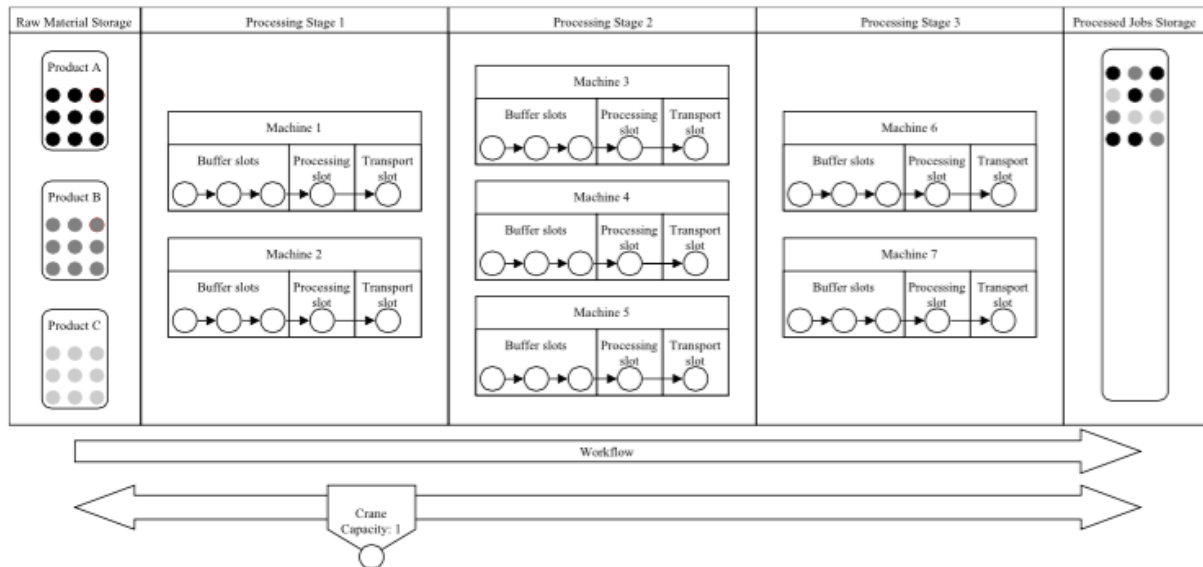 Raw Material Storage
Processing Stage 1
Processing Stage 2
Processing Stage 3
Processed Jobs Storage
Product A
Product B
Product C
Machine 1
Buffer slots
Processing
slot
Transport
slot
Machine 2
Buffer slots
Processing
slot
Transport
slot
Machine 3
Buffer slots
Processing
slot
Transport
slot
Machine 4
Buffer slots
Processing
slot
Transport
slot
Machine 5
Buffer slots
Processing
slot
Transport
slot
Machine 6
Buffer slots
Processing
slot
Transport
slot
Machine 7
Buffer slots
Processing
slot
Transport
slot
Workflow
Crane
Capacity: 1